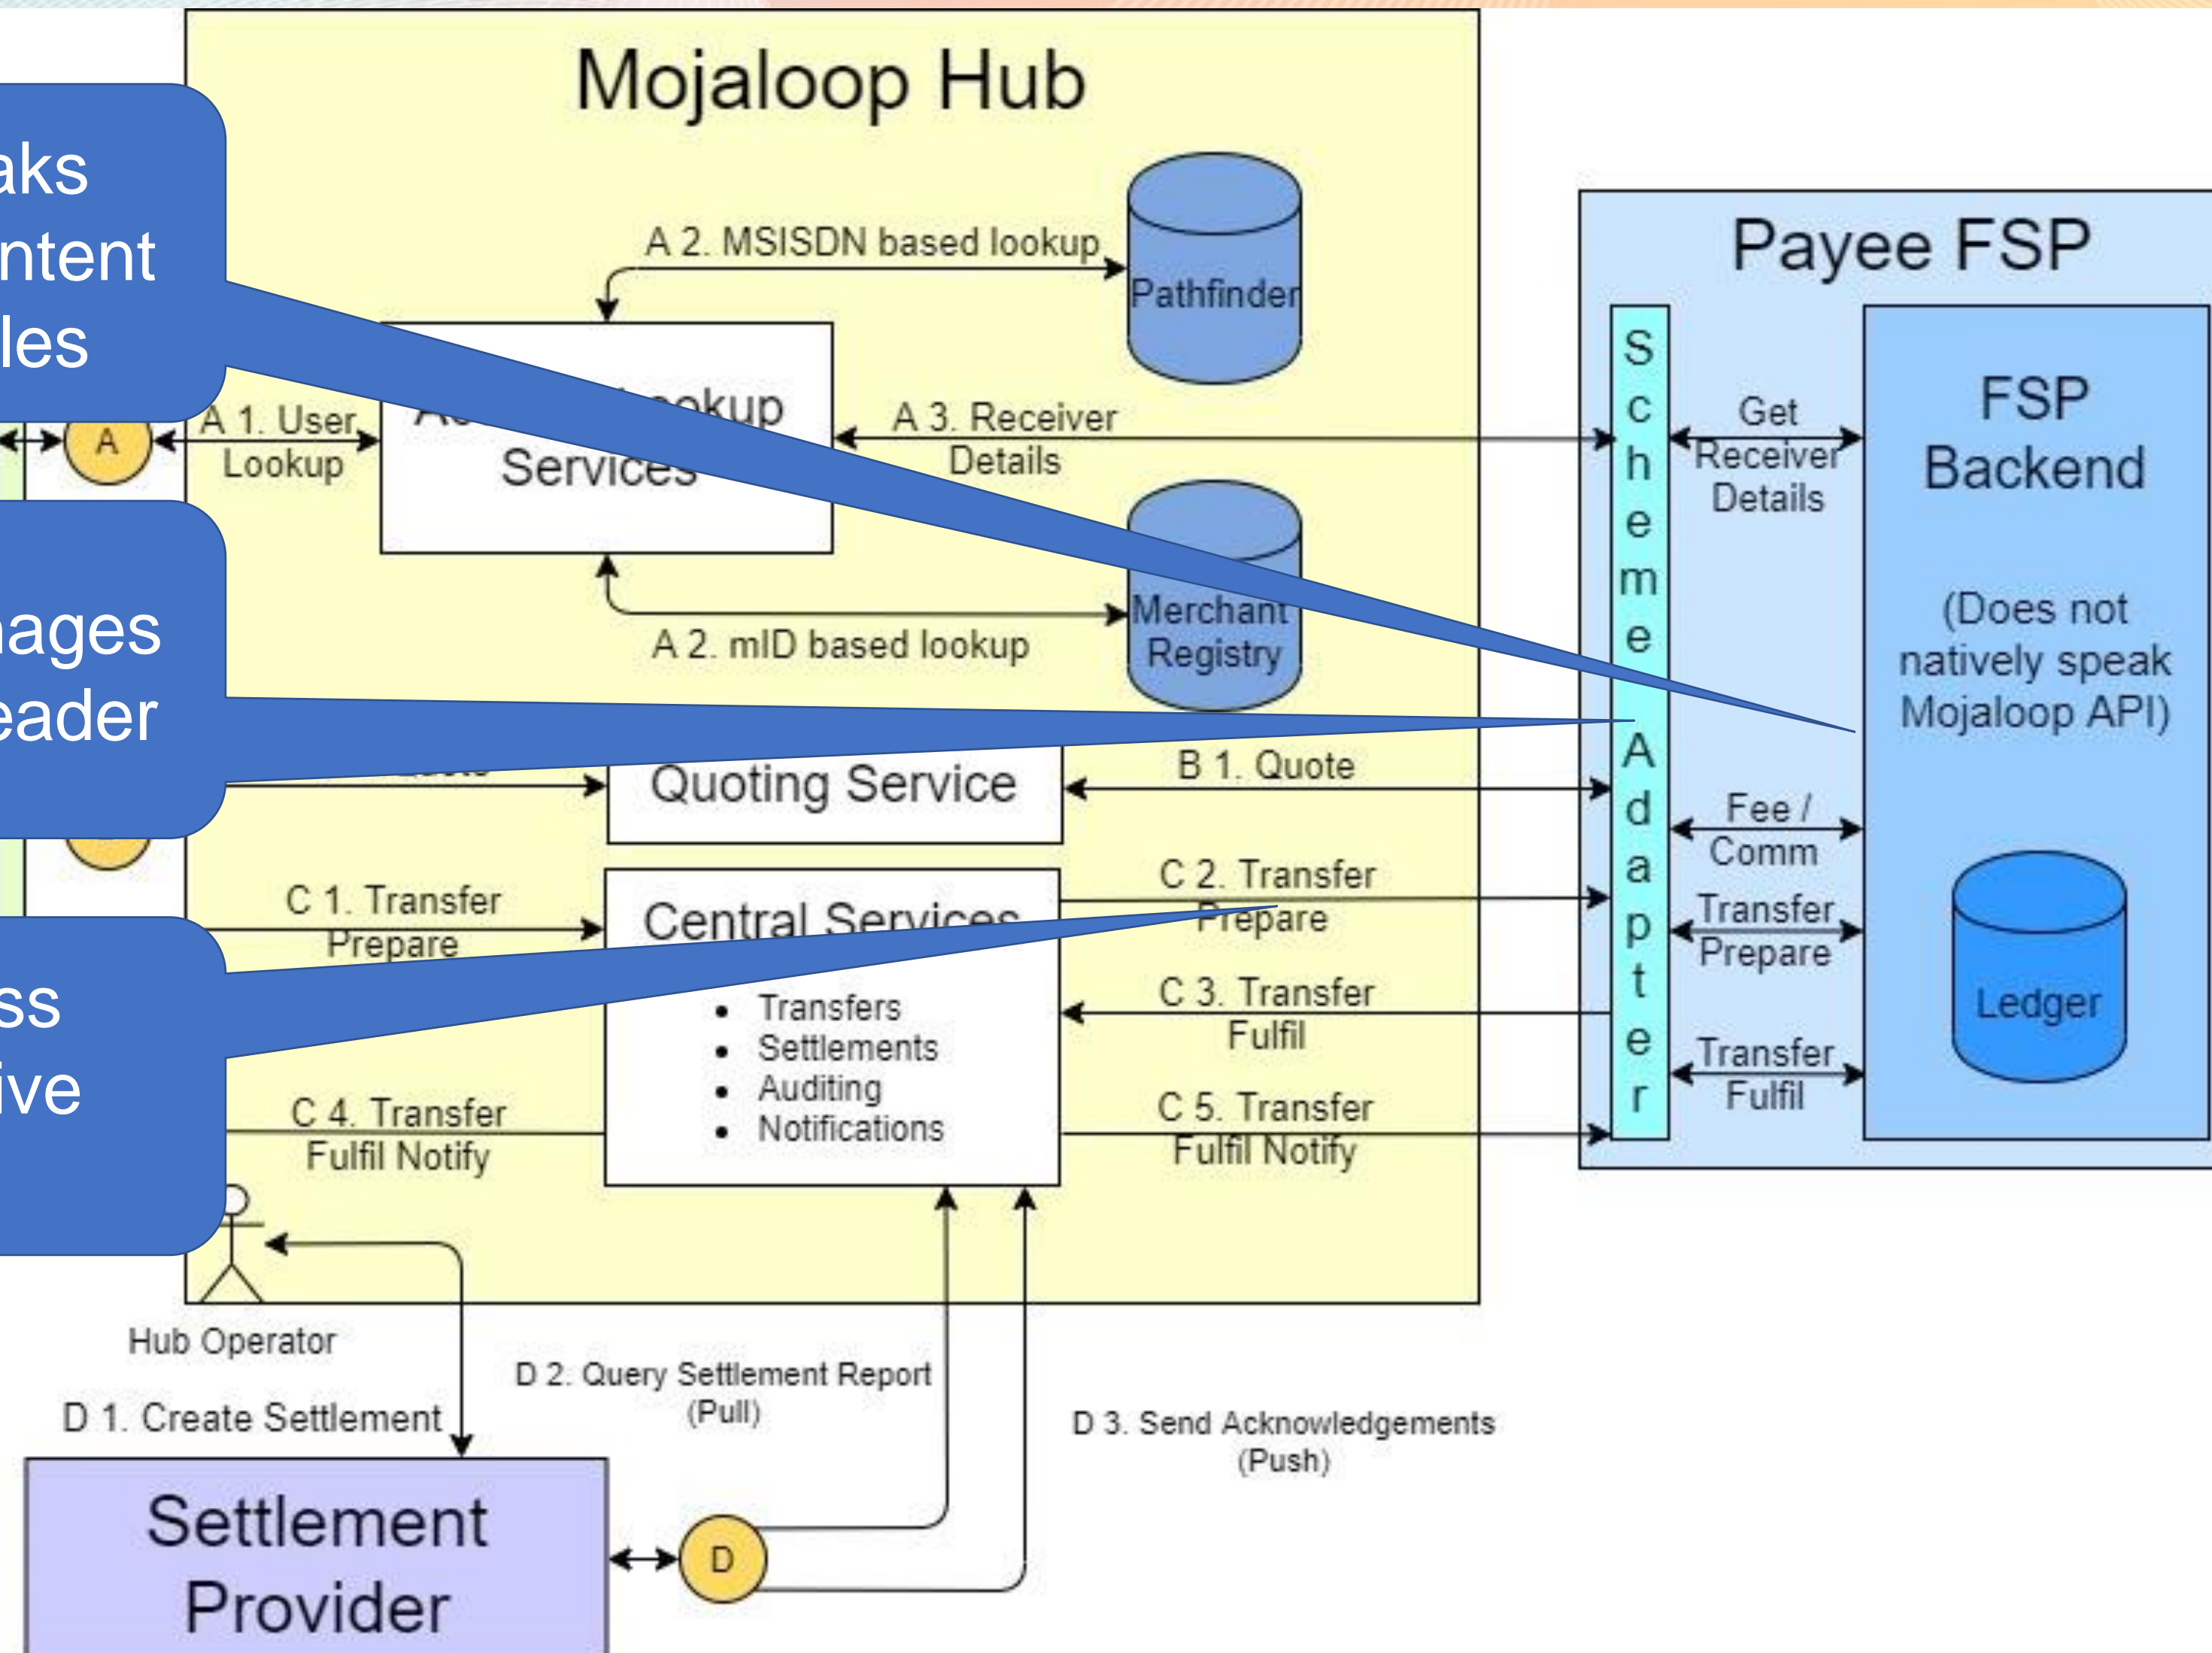 Mojaloop Hub
aks
ntent
les
A 2. MSISDN based lookup
Pathfinder
A
A 1. User
Lookup
Services
A 3. Receiver
Details
nages
eader
A 2. mID based lookup
Merchant
Registry
Quoting Service
B 1. Quote
C 1. Transfer
Prepare
Central Services
Transfers
Settlements
Auditing
Notifications
C 2. Transfer
Prepare
C 3. Transfer
Fulfil
ss
ive
C 4. Transfer
Fulfil Notify
C 5. Transfer
Fulfil Notify
Payee FSP
Scheme Adapter
Get
Receiver
Details
Fee /
Comm
Transfer
Prepare
Transfer
Fulfil
FSP
Backend
(Does not
natively speak
Mojaloop API)
Ledger
Hub Operator
D 1. Create Settlement
D 2. Query Settlement Report
(Pull)
D 3. Send Acknowledgements
(Push)
Settlement
Provider
D